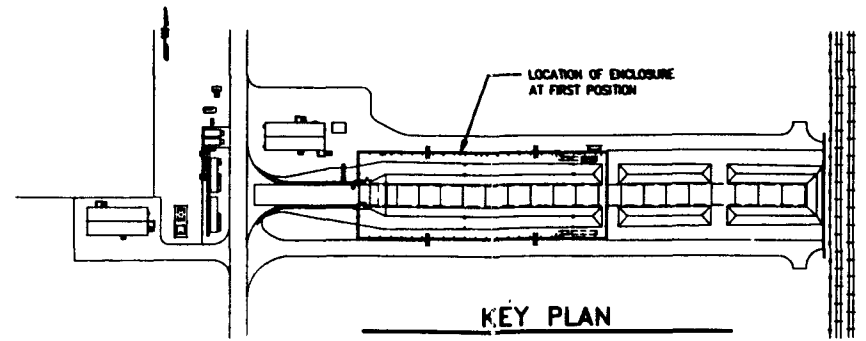 LOCATION OF ENCLOSURE
AT FIRST POSITION
KEY PLAN